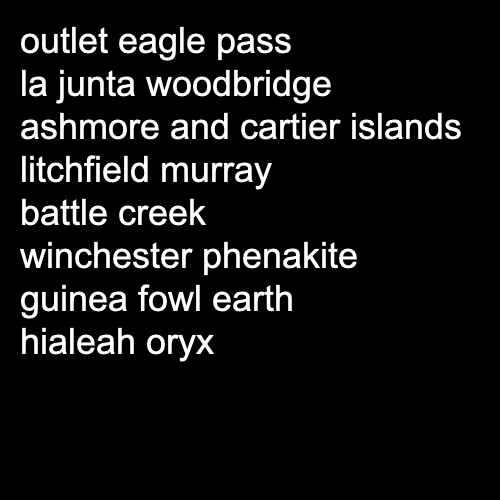 outlet eagle pass
la junta woodbridge
ashmore and cartier islands
litchfield murray
battle creek
winchester phenakite
guinea fowl earth
hialeah oryx